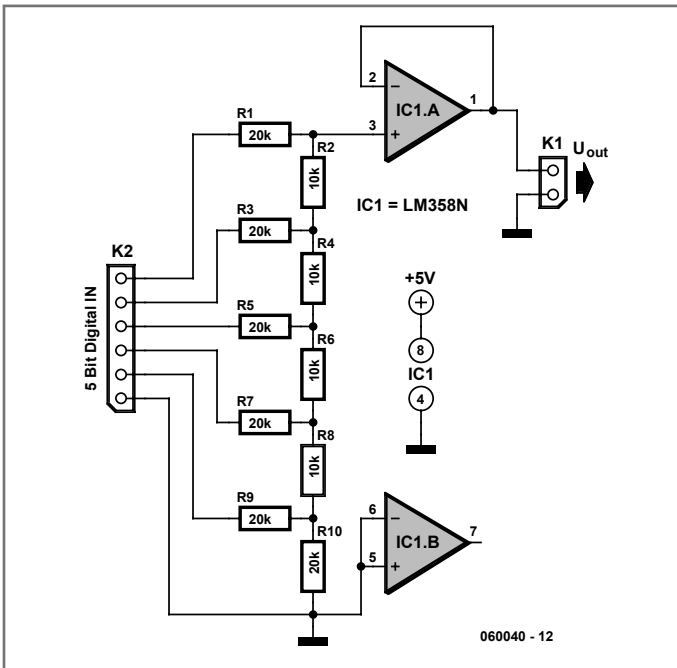 2
−
IC1.A
1
3
+
R1
20k
R2
10k
K1
Uout
IC1 = LM358N
R3
20k
R4
10k
K2
5 Bit Digital IN
R5
20k
R6
10k
+5V
+
8
IC1
4
R7
20k
R8
10k
R9
20k
R10
20k
6
−
IC1.B
7
5
+
060040 - 12